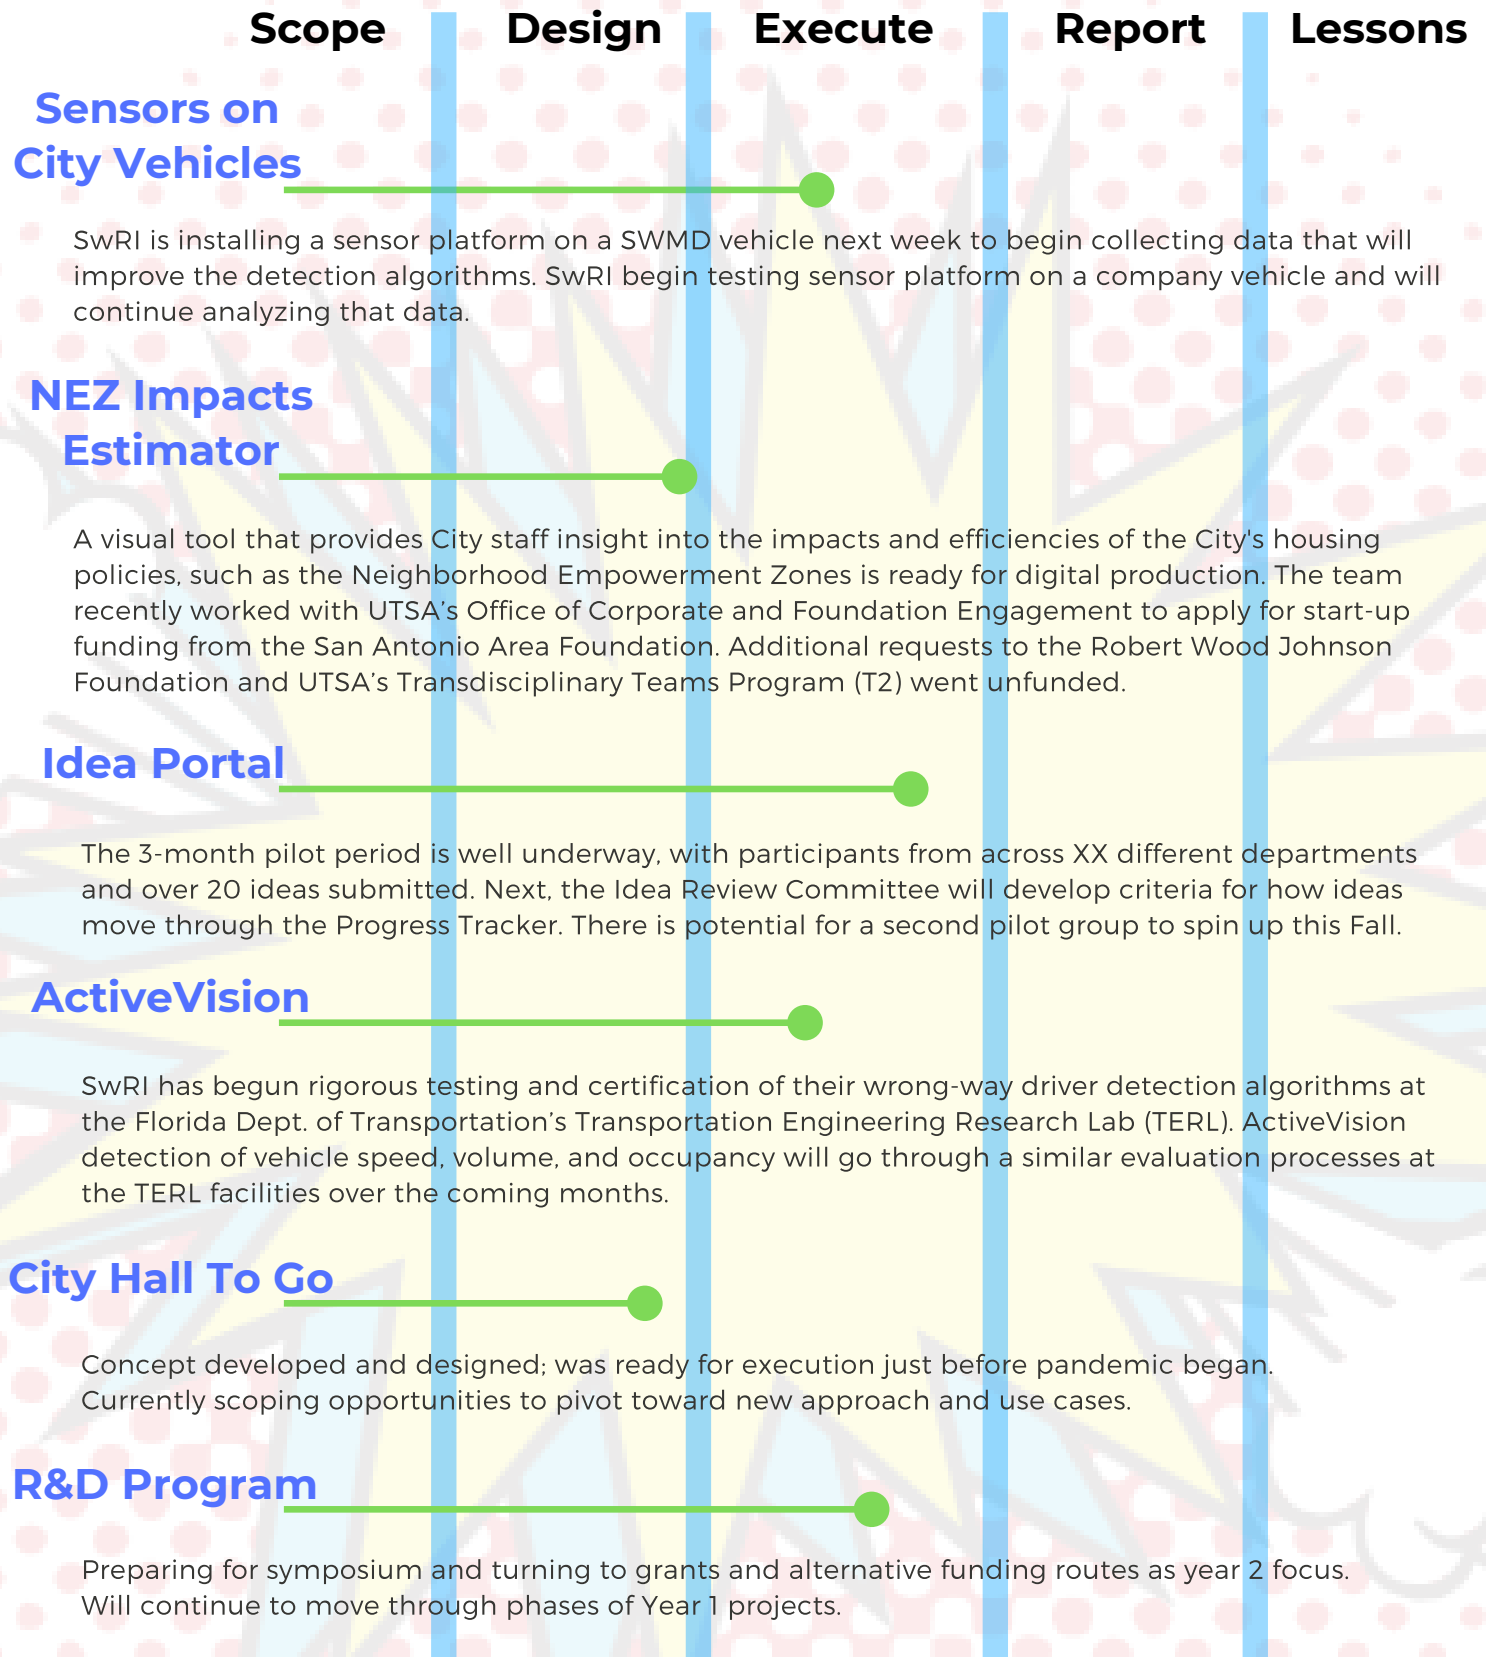 Scope Design Execute Report Lessons
Sensors on
City Vehicles
SwRI is installing a sensor platform on a SWMD vehicle next week to begin collecting data that will
improve the detection algorithms. SwRI begin testing sensor platform on a company vehicle and will
continue analyzing that data.
NEZ Impacts
Estimator
A visual tool that provides City staff insight into the impacts and efficiencies of the City's housing
policies, such as the Neighborhood Empowerment Zones is ready for digital production. The team
recently worked with UTSA’s Office of Corporate and Foundation Engagement to apply for start-up
funding from the San Antonio Area Foundation. Additional requests to the Robert Wood Johnson
Foundation and UTSA’s Transdisciplinary Teams Program (T2) went unfunded.
Idea Portal
The 3-month pilot period is well underway, with participants from across XX different departments
and over 20 ideas submitted. Next, the Idea Review Committee will develop criteria for how ideas
move through the Progress Tracker. There is potential for a second pilot group to spin up this Fall.
ActiveVision
SwRI has begun rigorous testing and certification of their wrong-way driver detection algorithms at
the Florida Dept. of Transportation’s Transportation Engineering Research Lab (TERL). ActiveVision
detection of vehicle speed, volume, and occupancy will go through a similar evaluation processes at
the TERL facilities over the coming months.
City Hall To Go
Concept developed and designed; was ready for execution just before pandemic began.
Currently scoping opportunities to pivot toward new approach and use cases.
R&D Program
Preparing for symposium and turning to grants and alternative funding routes as year 2 focus.
Will continue to move through phases of Year 1 projects.